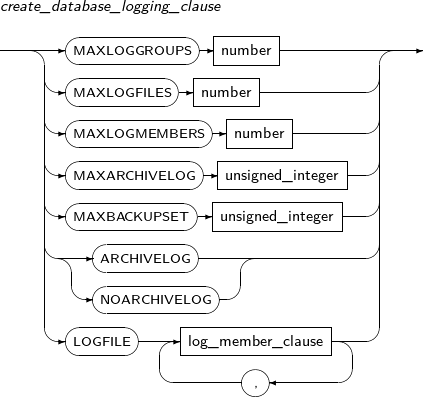 create_database_logging_clause
MAXLOGGROUPS number
MAXLOGFILES number
MAXLOGMEMBERS number
MAXARCHIVELOG unsigned_integer
MAXBACKUPSET unsigned_integer
ARCHIVELOG
NOARCHIVELOG
LOGFILE log_member_clause
,